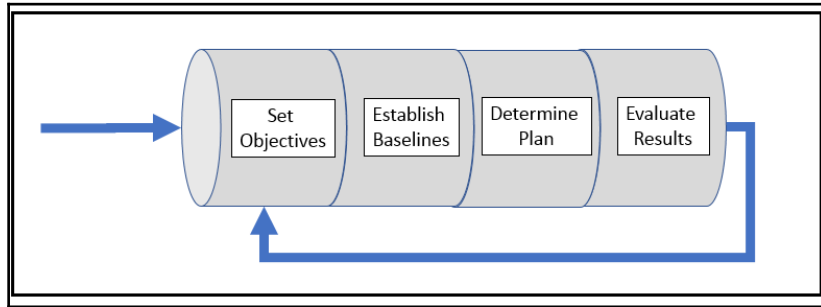 Set
Objectives
Establish
Baselines
Determine
Plan
Evaluate
Results